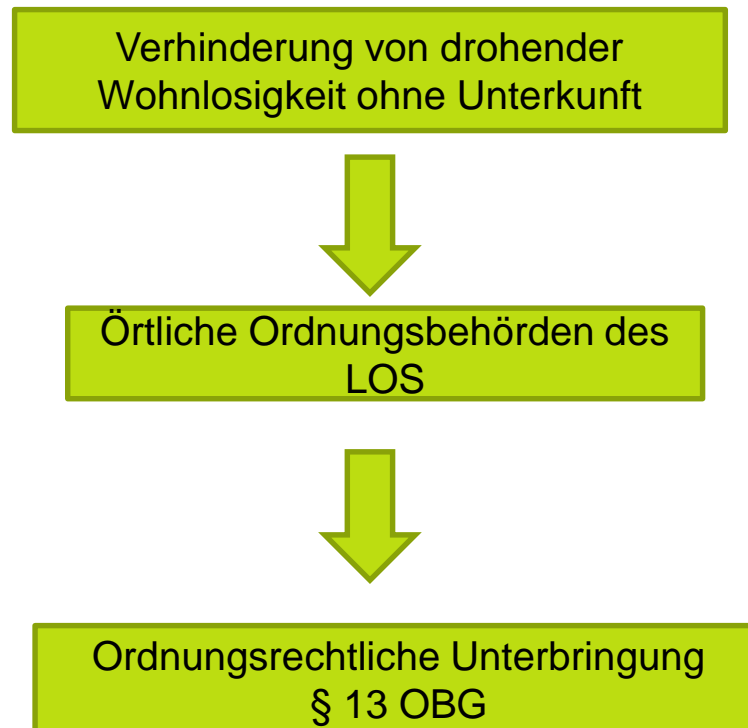 Verhinderung von drohender
Wohnlosigkeit ohne Unterkunft
Örtliche Ordnungsbehörden des
LOS
Ordnungsrechtliche Unterbringung
§ 13 OBG